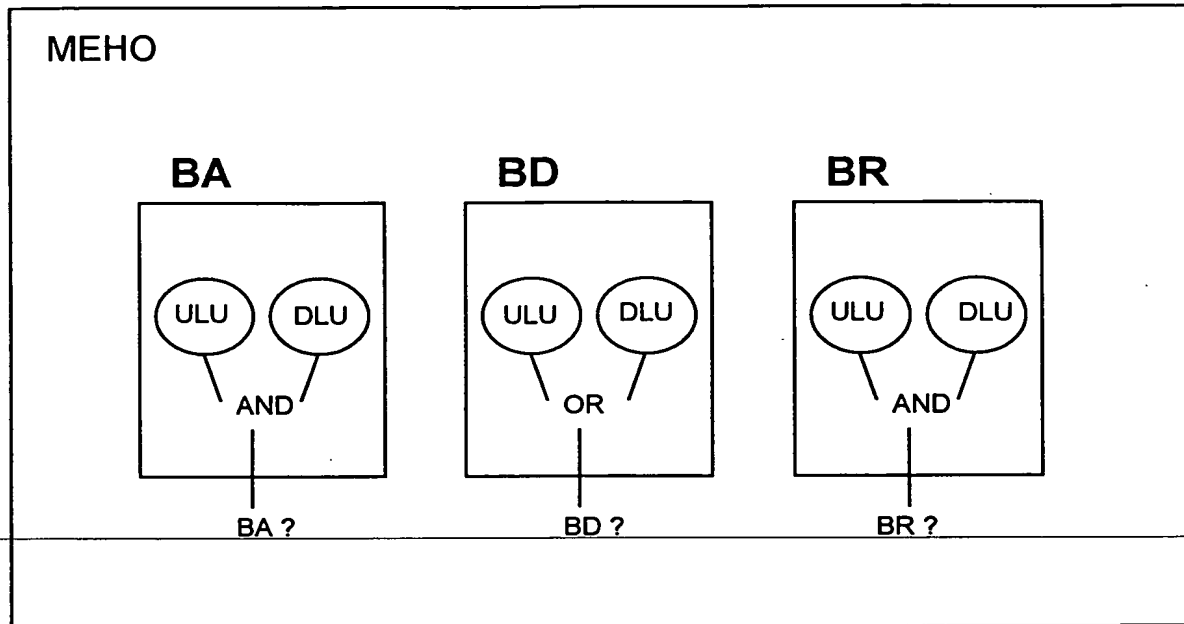 MEHO
BA BD BR
ULU DLU ULU DLU ULU DLU
AND OR AND
BA ? BD ? BR ?